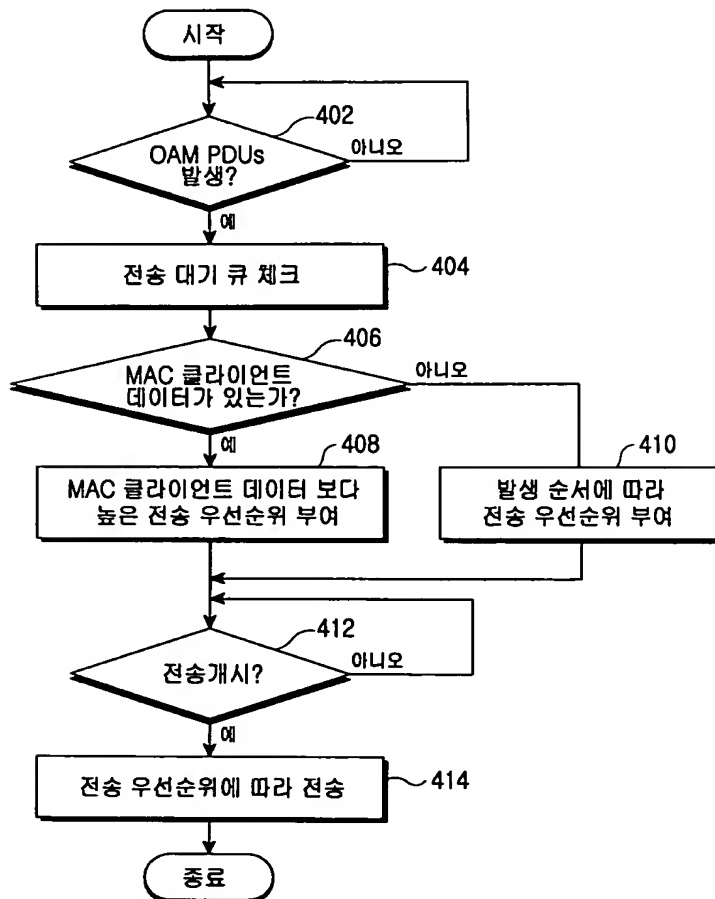 시작
402
OAM PDUs
발생?
아니오
예
전송 대기 큐 체크
404
406
MAC 클라이언트
데이터가 있는가?
아니오
예
408
MAC 클라이언트 데이터 보다
높은 전송 우선순위 부여
410
발생 순서에 따라
전송 우선순위 부여
412
전송개시?
아니오
예
전송 우선순위에 따라 전송
414
종료